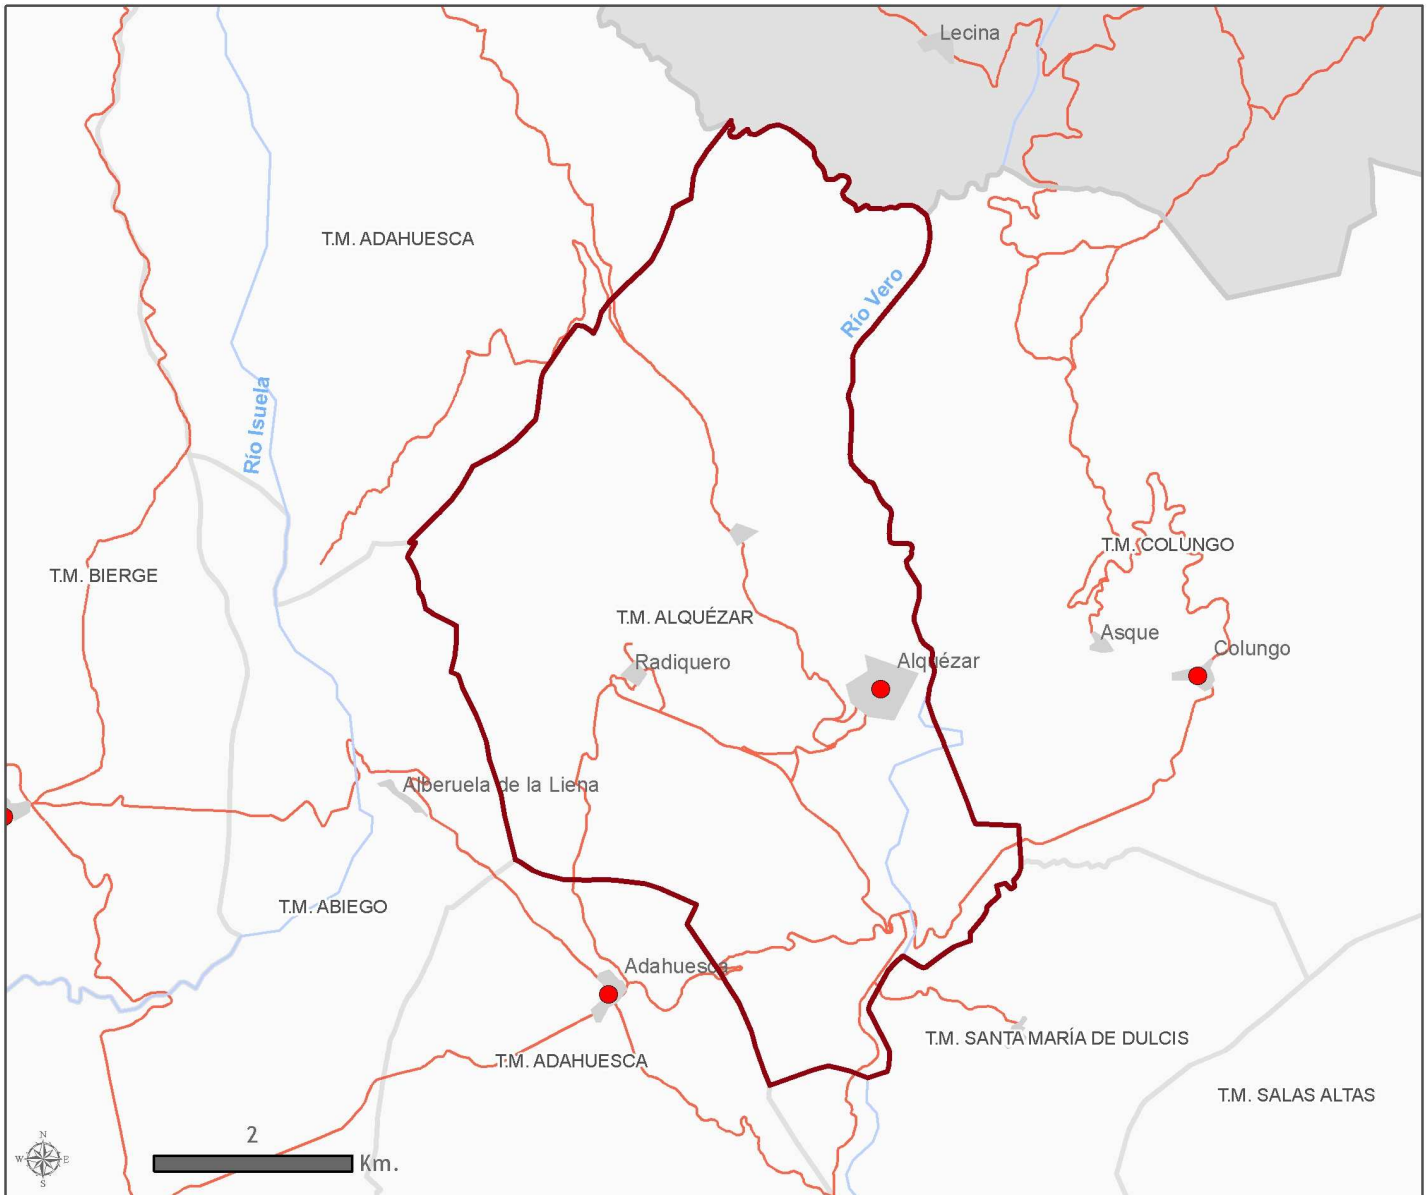 Lecina
T.M. ADAHUESCA
Río Vero
Río Isuela
T.M. BIERGE
T.M. COLUNGO
T.M. ALQUÉZAR
Asque
Radiquero
Alquézar
Colungo
Alberuela de la Liena
T.M. ABIEGO
Adahuesca
T.M. SANTA MARÍA DE DULCIS
T.M. ADAHUESCA
T.M. SALAS ALTAS
N
W E
S
2
Km.